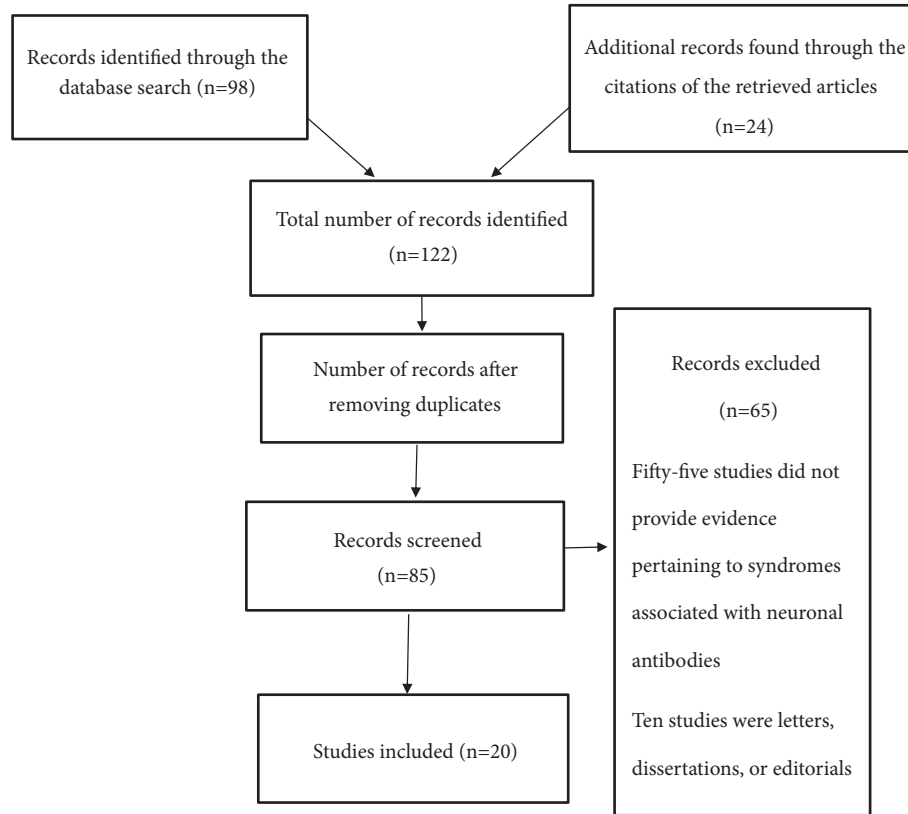 Records identified through the
database search (n=98)
Additional records found through the
citations of the retrieved articles
(n=24)
Total number of records identified
(n=122)
Number of records after
removing duplicates
Records screened
(n=85)
Records excluded
(n=65)
Fifty-five studies did not
provide evidence
pertaining to syndromes
associated with neuronal
antibodies
Ten studies were letters,
dissertations, or editorials
Studies included (n=20)